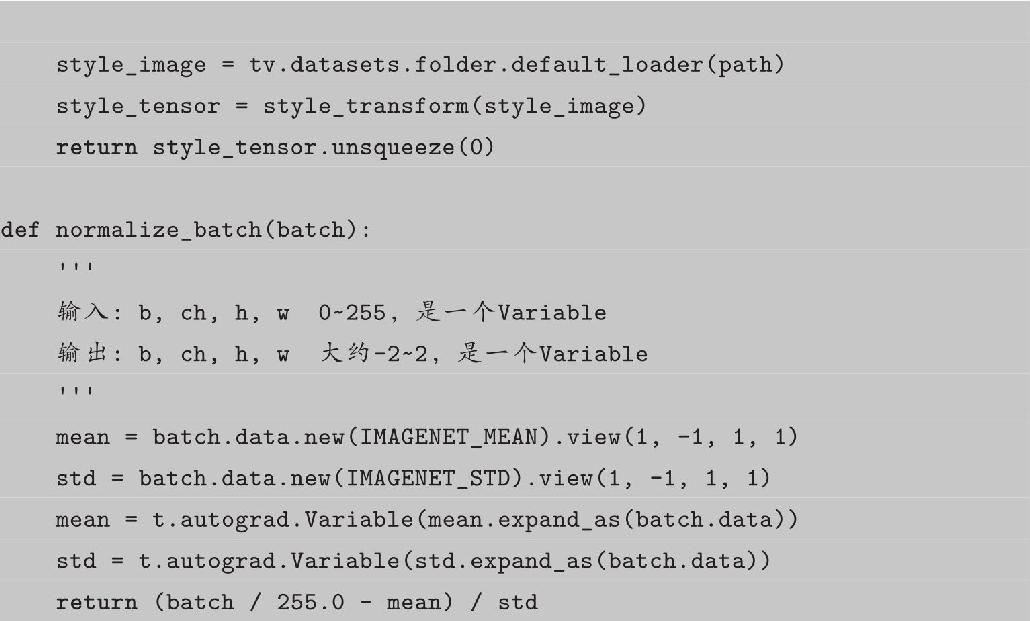 style_image = tv.datasets.folder.default_loader(path)
style_tensor = style_transform(style_image)
return style_tensor.unsqueeze(0)
def normalize_batch(batch):
'''
输入: b, ch, h, w  0~255, 是一个Variable
输出: b, ch, h, w  大约-2~2, 是一个Variable
'''
mean = batch.data.new(IMAGENET_MEAN).view(1, -1, 1, 1)
std = batch.data.new(IMAGENET_STD).view(1, -1, 1, 1)
mean = t.autograd.Variable(mean.expand_as(batch.data))
std = t.autograd.Variable(std.expand_as(batch.data))
return (batch / 255.0 - mean) / std